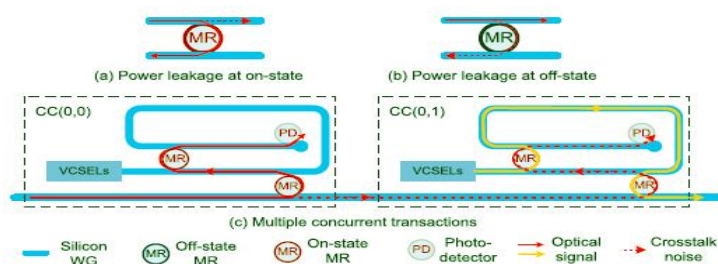 MR MR
(a) Power leakage at on-state (b) Power leakage at off-state
CC(0,0) CC(0,1)
PD PD
MR MR
VCSELs VCSELs
MR MR
(c) Multiple concurrent transactions
Silicon WG
MR Off-state MR
MR On-state MR
PD Photo-detector
Optical signal
Crosstalk noise